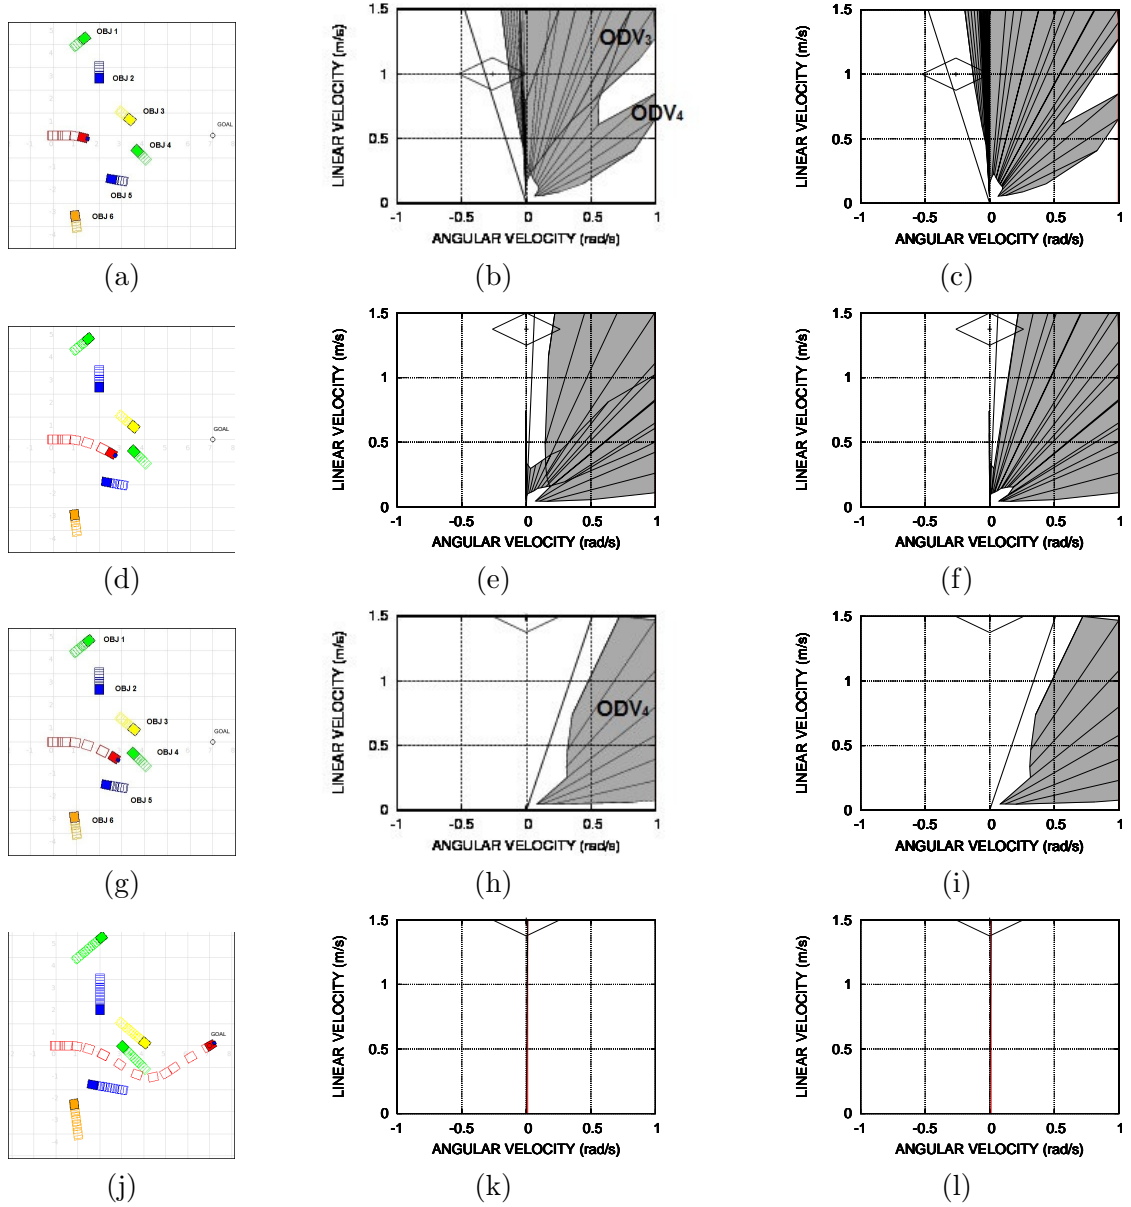 OBJ 1
OBJ 2
OBJ 3
GOAL
OBJ 4
OBJ 5
OBJ 6
1.5
1
0.5
0
-1 -0.5 0 0.5 1
LINEAR VELOCITY (m/s)
ANGULAR VELOCITY (rad/s)
ODV3
ODV4
1.5
1
0.5
0
-1 -0.5 0 0.5 1
LINEAR VELOCITY (m/s)
ANGULAR VELOCITY (rad/s)
(a) (b) (c)
GOAL
1.5
1
0.5
0
-1 -0.5 0 0.5 1
LINEAR VELOCITY (m/s)
ANGULAR VELOCITY (rad/s)
1.5
1
0.5
0
-1 -0.5 0 0.5 1
LINEAR VELOCITY (m/s)
ANGULAR VELOCITY (rad/s)
(d) (e) (f)
OBJ 1
OBJ 2
OBJ 3
GOAL
OBJ 4
OBJ 5
OBJ 6
1.5
1
0.5
0
-1 -0.5 0 0.5 1
LINEAR VELOCITY (m/s)
ANGULAR VELOCITY (rad/s)
ODV4
1.5
1
0.5
0
-1 -0.5 0 0.5 1
LINEAR VELOCITY (m/s)
ANGULAR VELOCITY (rad/s)
(g) (h) (i)
GOAL
1.5
1
0.5
0
-1 -0.5 0 0.5 1
LINEAR VELOCITY (m/s)
ANGULAR VELOCITY (rad/s)
1.5
1
0.5
0
-1 -0.5 0 0.5 1
LINEAR VELOCITY (m/s)
ANGULAR VELOCITY (rad/s)
(j) (k) (l)